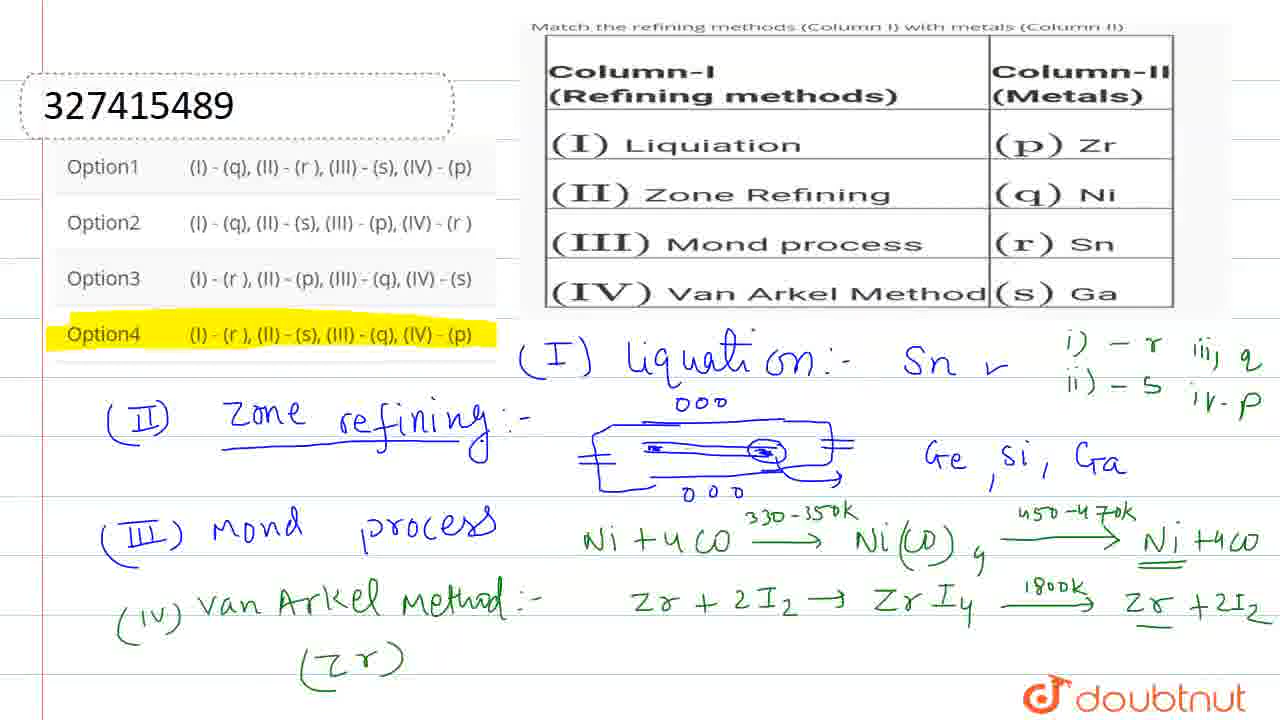 Match the refining methods (Column I) with metals (Column II)
327415489
Column-I
(Refining methods)
Column-II
(Metals)
(I) Liquiation
(p) Zr
(II) Zone Refining
(q) Ni
(III) Mond process
(r) Sn
(IV) Van Arkel Method
(s) Ga
Option1 (I) - (q), (II) - (r ), (III) - (s), (IV) - (p)
Option2 (I) - (q), (II) - (s), (III) - (p), (IV) - (r )
Option3 (I) - (r ), (II) - (p), (III) - (q), (IV) - (s)
Option4 (I) - (r ), (II) - (s), (III) - (q), (IV) - (p)
(I) liquation:- Sn
i) - r iii, q
ii) - s iv - p
(II) Zone refining:-
000
000
Ge, Si, Ga
(III) Mond process
Ni + 4CO 330-350K Ni(CO)4 450-470K Ni + 4CO
(IV) Van Arkel Method:-
Zr + 2I2 → ZrI4 1800K Zr + 2I2
(Zr)
doubtnut